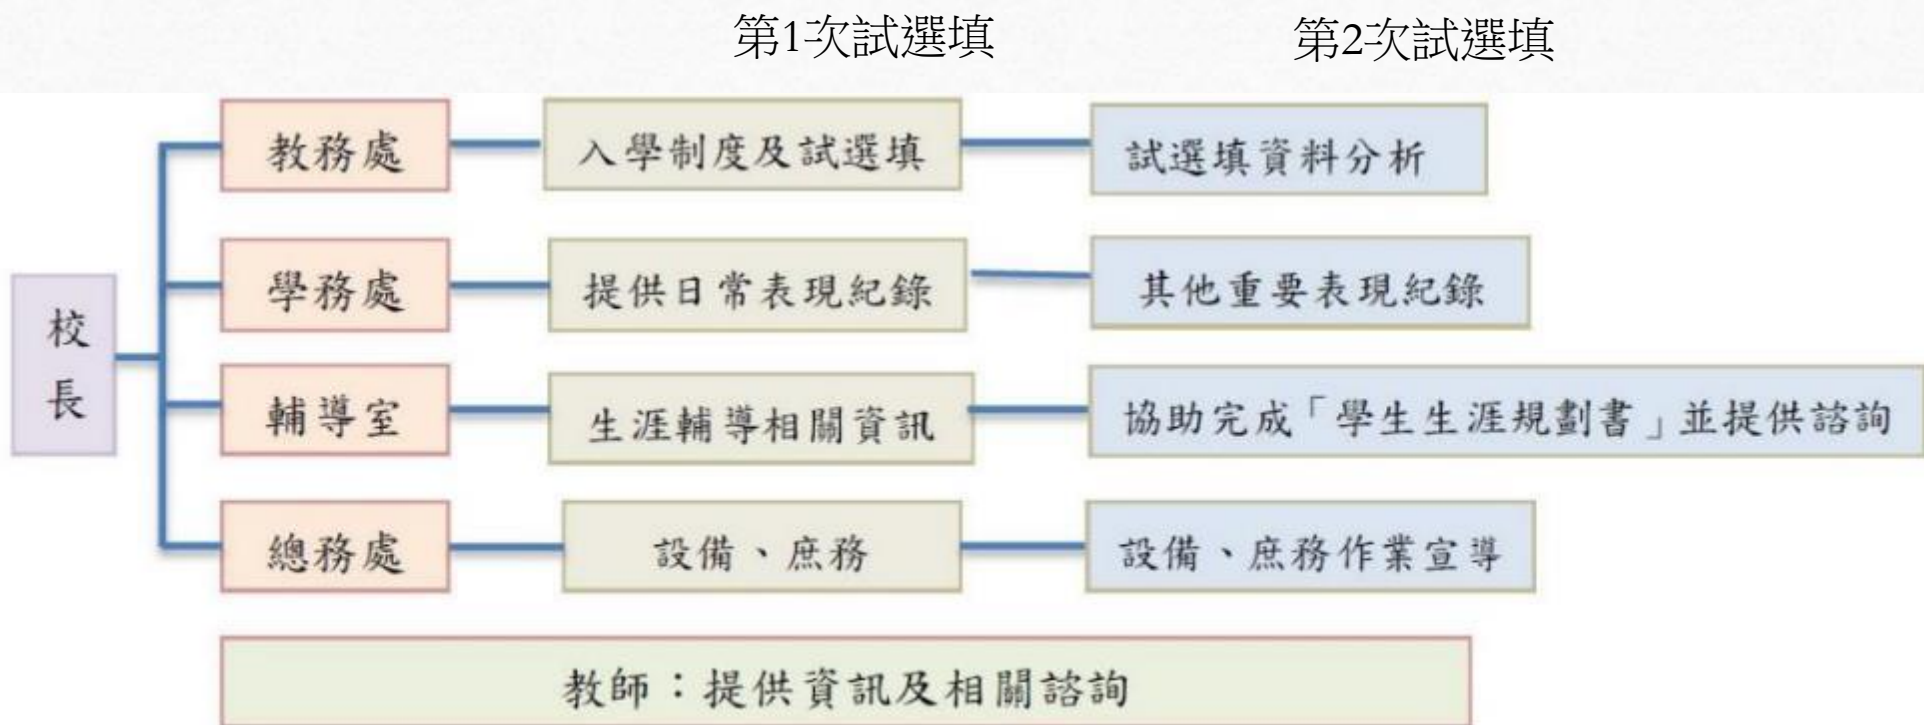 第1次試選填
第2次試選填
教務處
入學制度及試選填
試選填資料分析
學務處
提供日常表現紀錄
其他重要表現紀錄
校長
輔導室
生涯輔導相關資訊
協助完成「學生生涯規劃書」並提供諮詢
總務處
設備、庶務
設備、庶務作業宣導
教師：提供資訊及相關諮詢